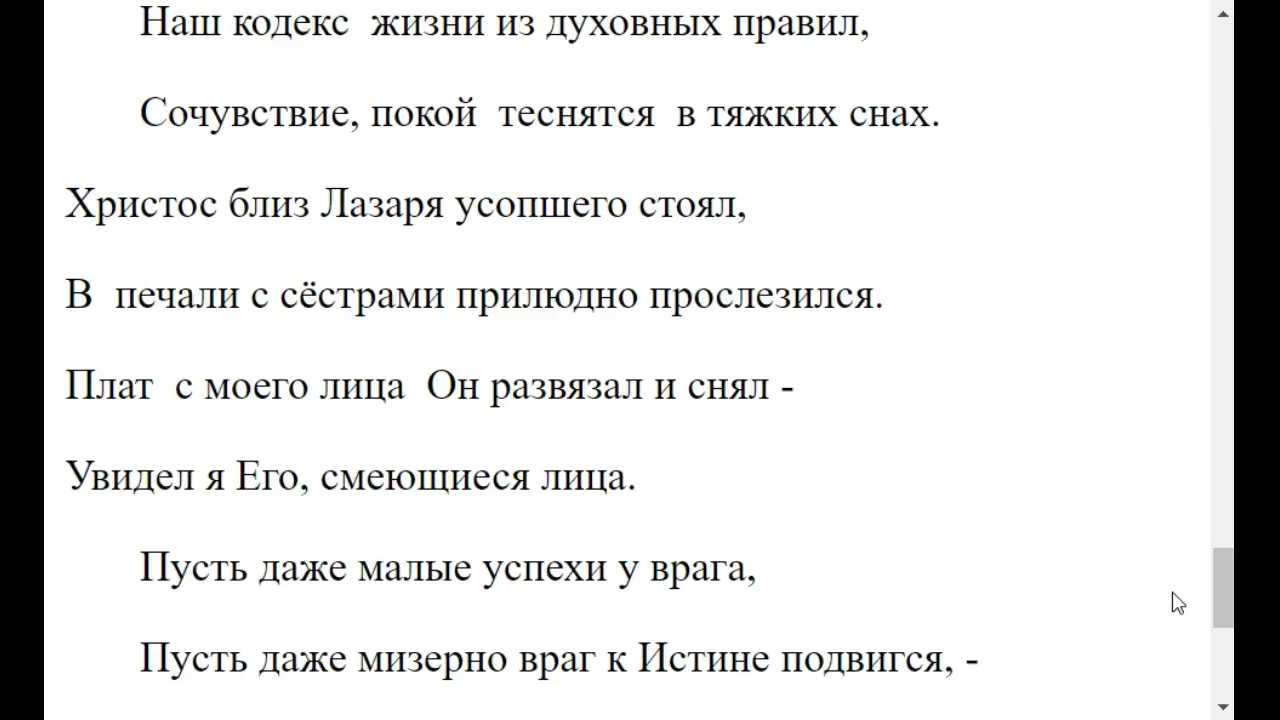 Наш кодекс  жизни из духовных правил,
Сочувствие, покой  теснятся  в тяжких снах.
Христос близ Лазаря усопшего стоял,
В  печали с сёстрами прилюдно прослезился.
Плат  с моего лица  Он развязал и снял -
Увидел я Его, смеющиеся лица.
Пусть даже малые успехи у врага,
Пусть даже мизерно враг к Истине подвигся, -